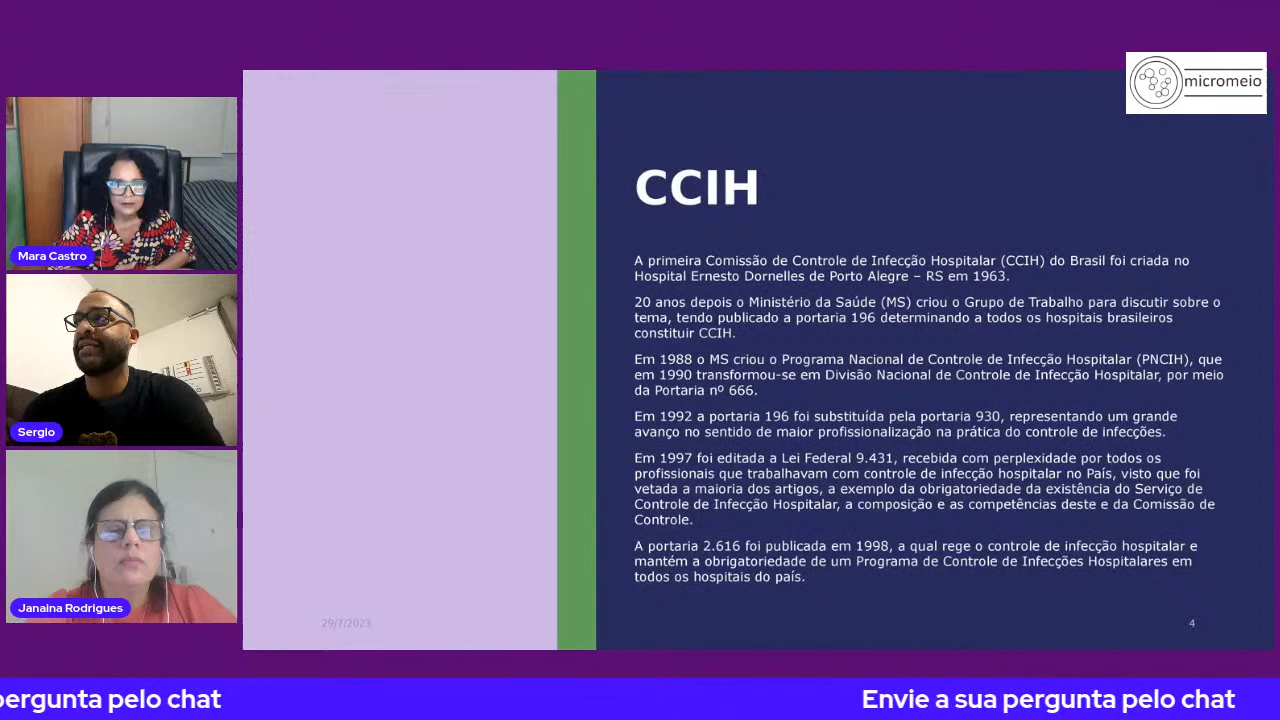 micromeio
Mara Castro
Sergio
Janaina Rodrigues
CCIH
A primeira Comissão de Controle de Infecção Hospitalar (CCIH) do Brasil foi criada no
Hospital Ernesto Dornelles de Porto Alegre – RS em 1963.
20 anos depois o Ministério da Saúde (MS) criou o Grupo de Trabalho para discutir sobre o
tema, tendo publicado a portaria 196 determinando a todos os hospitais brasileiros
constituir CCIH.
Em 1988 o MS criou o Programa Nacional de Controle de Infecção Hospitalar (PNCIH), que
em 1990 transformou-se em Divisão Nacional de Controle de Infecção Hospitalar, por meio
da Portaria nº 666.
Em 1992 a portaria 196 foi substituída pela portaria 930, representando um grande
avanço no sentido de maior profissionalização na prática do controle de infecções.
Em 1997 foi editada a Lei Federal 9.431, recebida com perplexidade por todos os
profissionais que trabalhavam com controle de infecção hospitalar no País, visto que foi
vetada a maioria dos artigos, a exemplo da obrigatoriedade da existência do Serviço de
Controle de Infecção Hospitalar, a composição e as competências deste e da Comissão de
Controle.
A portaria 2.616 foi publicada em 1998, a qual rege o controle de infecção hospitalar e
mantém a obrigatoriedade de um Programa de Controle de Infecções Hospitalares em
todos os hospitais do país.
29/7/2023
4
pergunta pelo chat
Envie a sua pergunta pelo chat